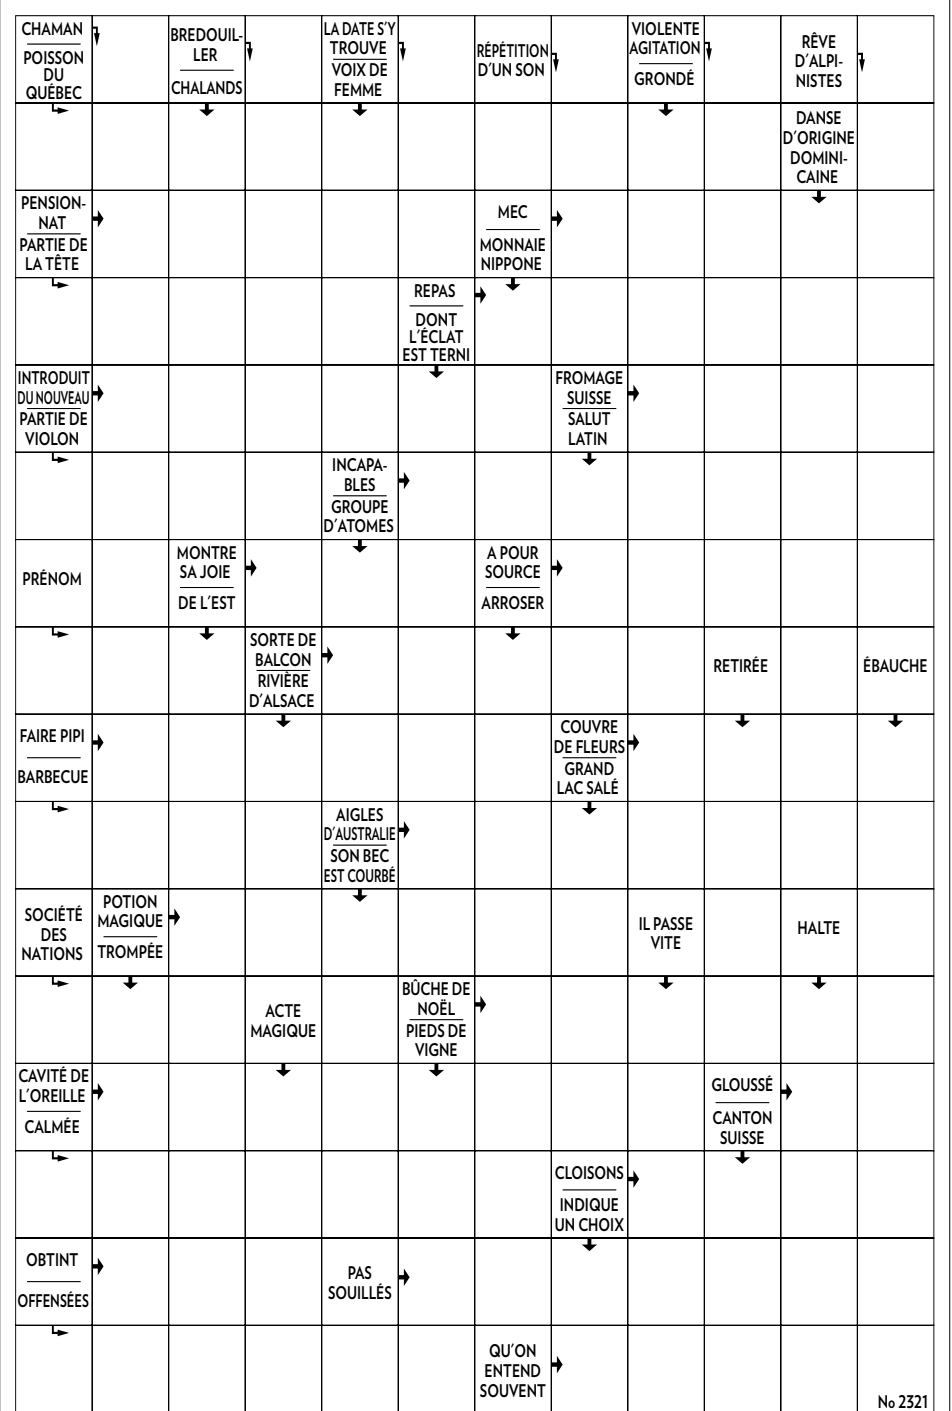 CHAMAN
POISSON
DU
QUÉBEC
BREDOUIL-
LER
CHALANDS
LA DATE S'Y
TROUVE
VOIX DE
FEMME
RÉPÉTITION
D'UN SON
VIOLENTE
AGITATION
GRONDÉ
RÊVE
D'ALPI-
NISTES
DANSE
D'ORIGINE
DOMINI-
CAINE
PENSION-
NAT
PARTIE DE
LA TÊTE
MEC
MONNAIE
NIPPONE
REPAS
DONT
L'ÉCLAT
EST TERNI
INTRODUIT
DU NOUVEAU
PARTIE DE
VIOLON
FROMAGE
SUISSE
SALUT
LATIN
INCAPA-
BLES
GROUPE
D'ATOMES
PRÉNOM
MONTRE
SA JOIE
DE L'EST
A POUR
SOURCE
ARROSER
SORTE DE
BALCON
RIVIÈRE
D'ALSACE
RETIRÉE
ÉBAUCHE
FAIRE PIPI
BARBECUE
COUVRE
DE FLEURS
GRAND
LAC SALÉ
AIGLES
D'AUSTRALIE
SON BEC
EST COURBÉ
SOCIÉTÉ
DES
NATIONS
POTION
MAGIQUE
TROMPÉE
IL PASSE
VITE
HALTE
ACTE
MAGIQUE
BÛCHE DE
NOËL
PIEDS DE
VIGNE
CAVITÉ DE
L'OREILLE
CALMÉE
GLOUSSÉ
CANTON
SUISSE
CLOISONS
INDIQUE
UN CHOIX
OBTINT
OFFENSÉES
PAS
SOUILLÉS
QU'ON
ENTEND
SOUVENT
No 2321